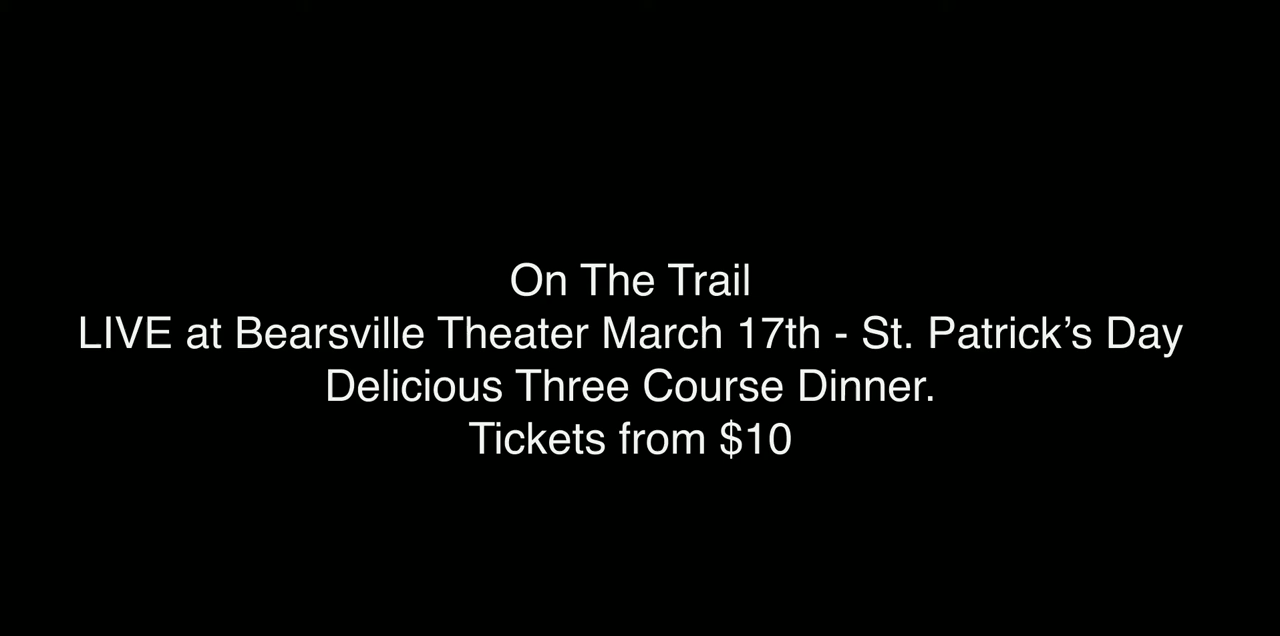 On The Trail
LIVE at Bearsville Theater March 17th - St. Patrick’s Day
Delicious Three Course Dinner.
Tickets from $10